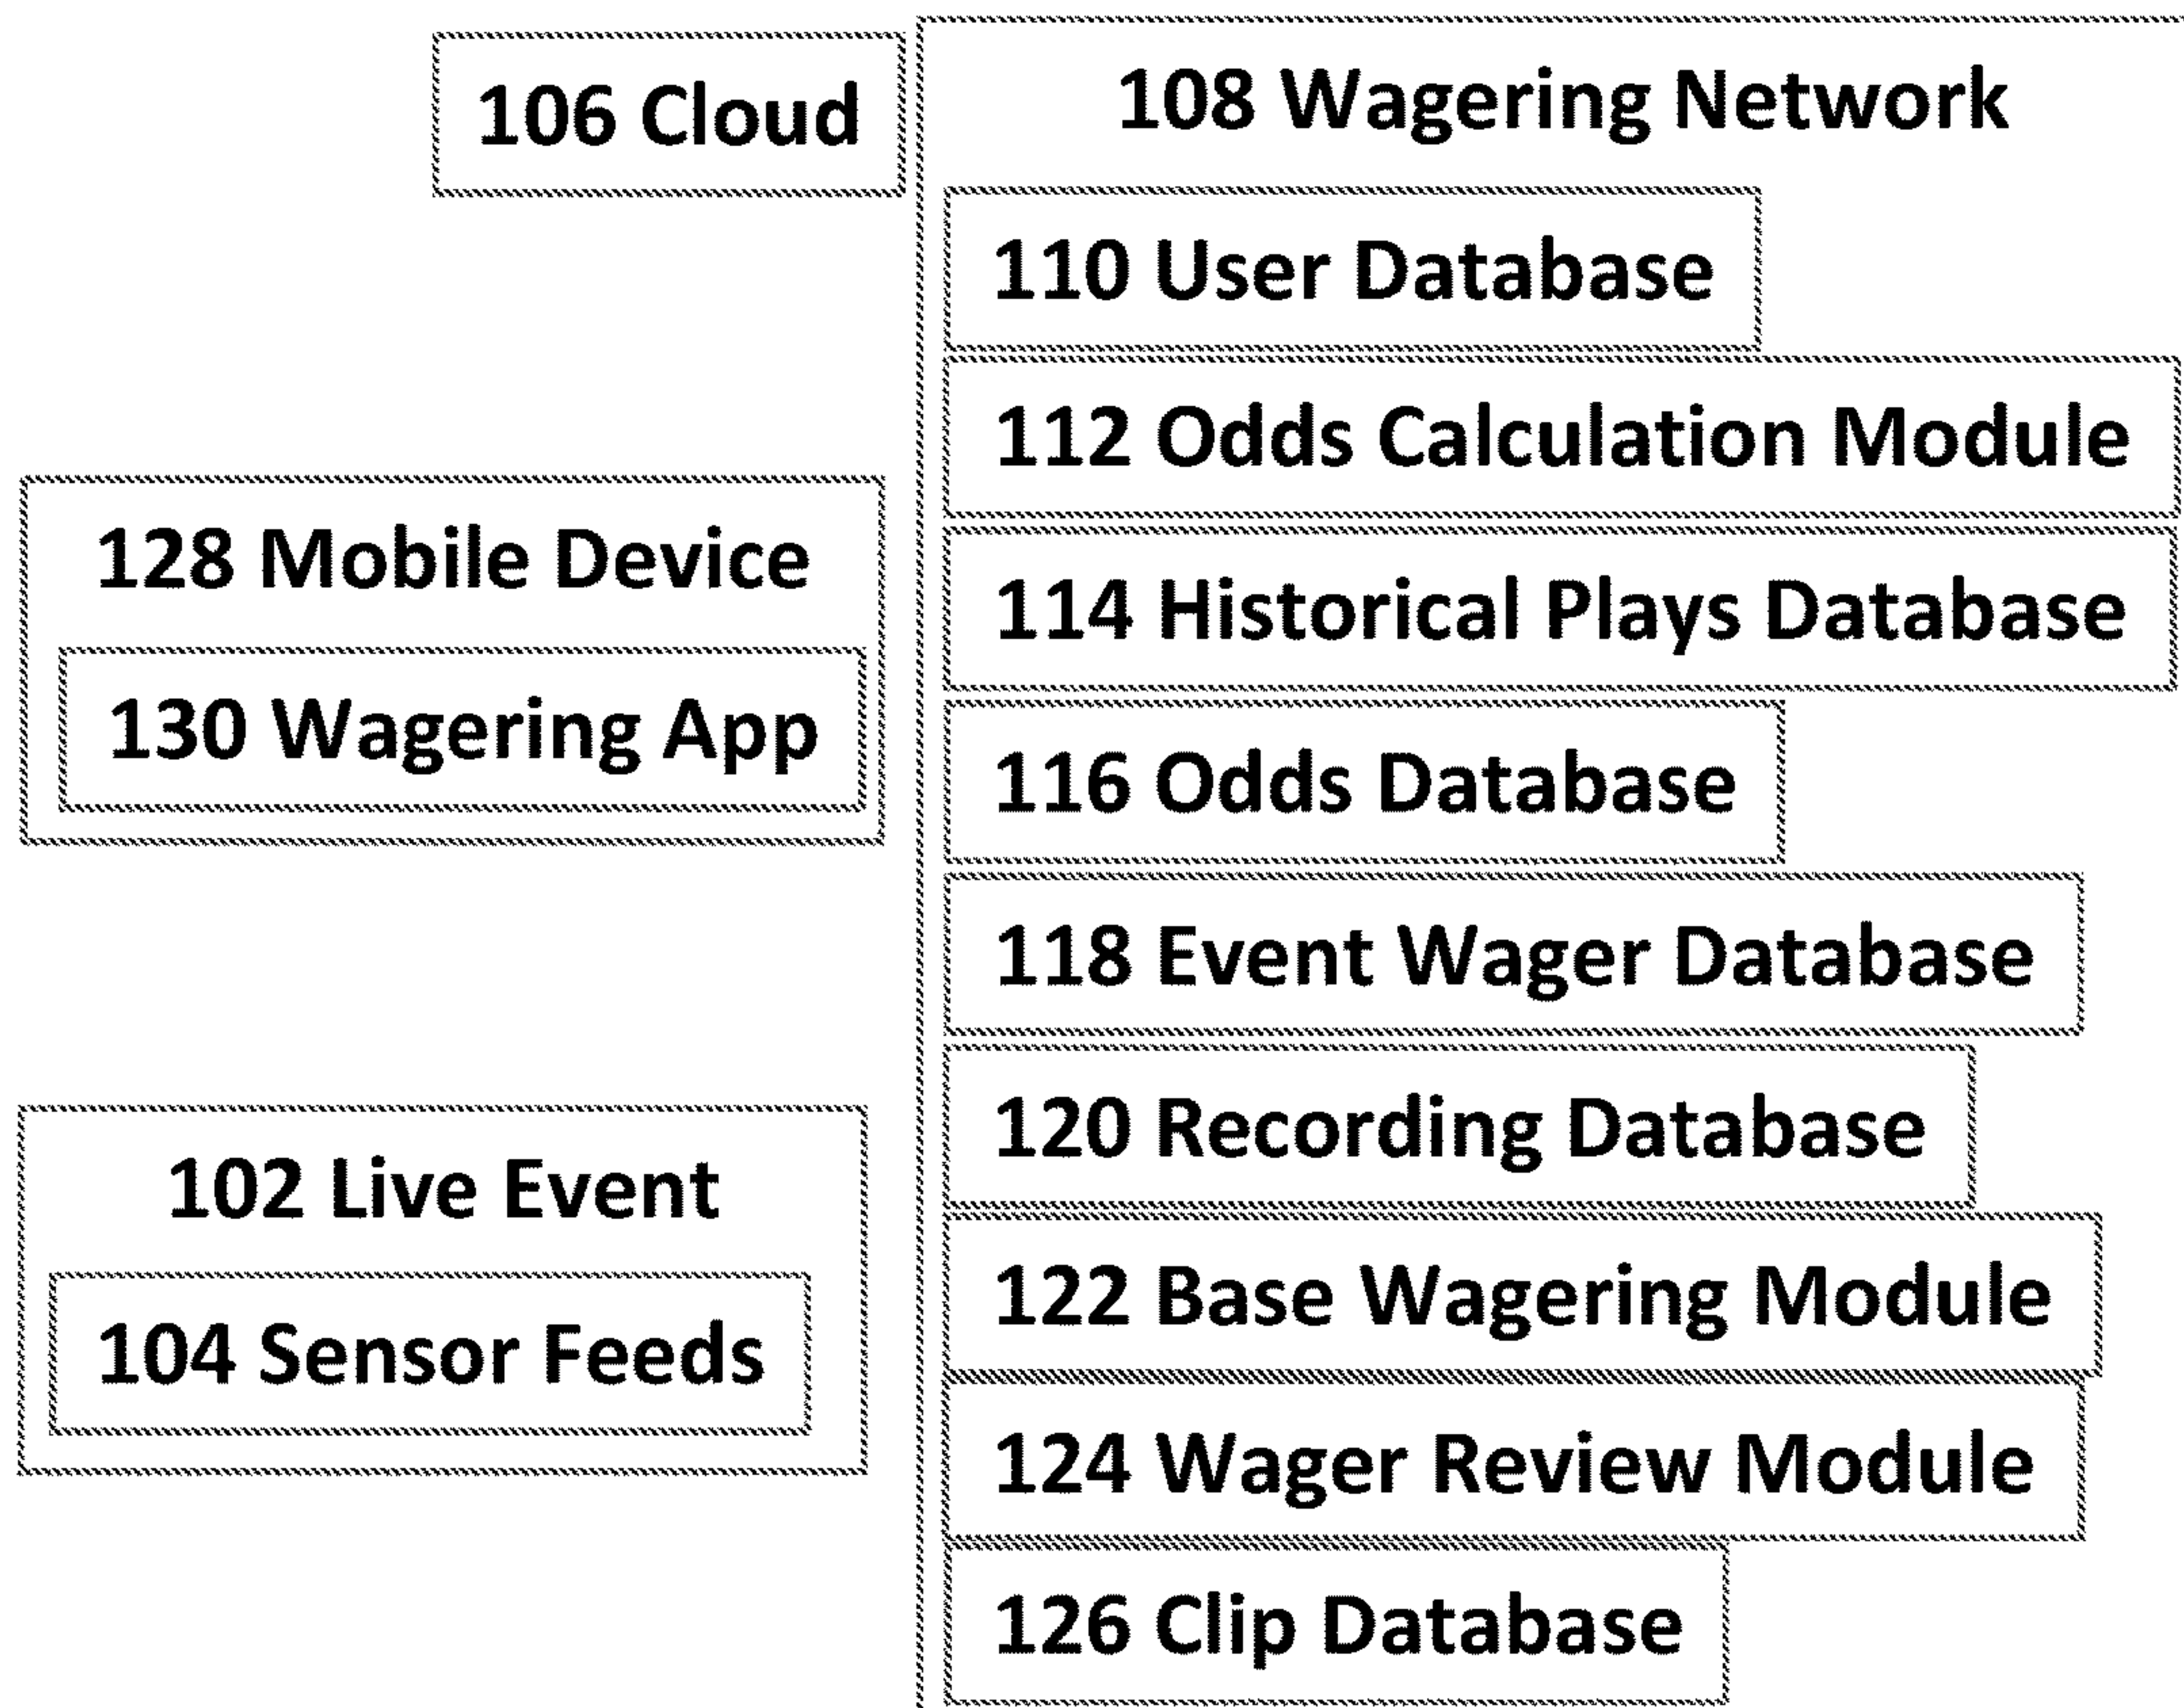 106 Cloud
128 Mobile Device
130 Wagering App
102 Live Event
104 Sensor Feeds
108 Wagering Network
110 User Database
112 Odds Calculation Module
114 Historical Plays Database
116 Odds Database
118 Event Wager Database
120 Recording Database
122 Base Wagering Module
124 Wager Review Module
126 Clip Database